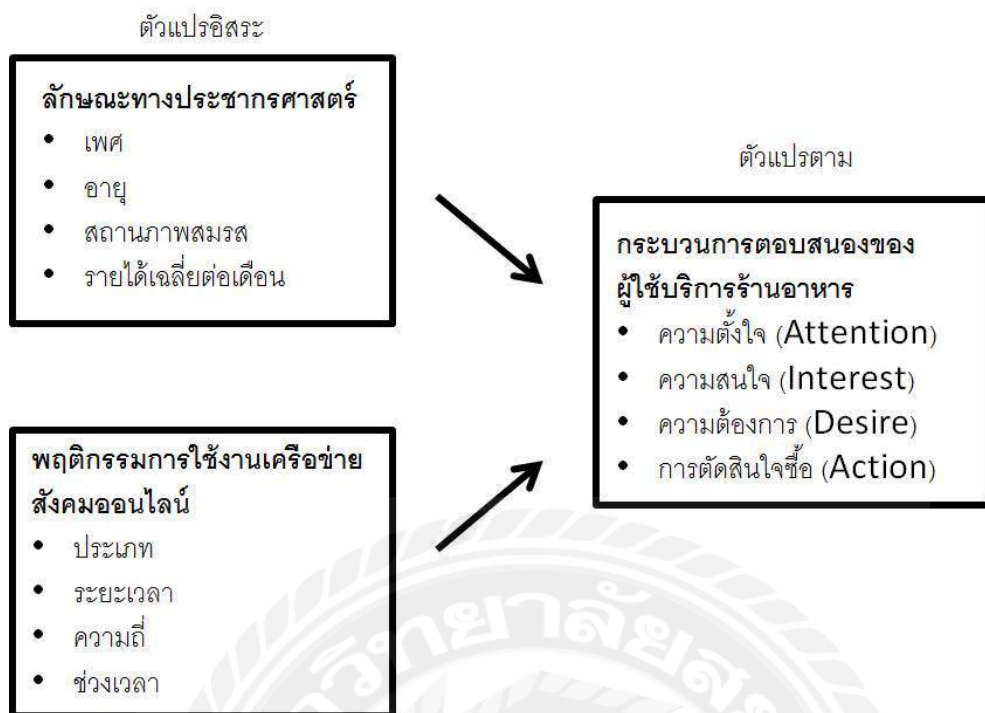 ตัวแปรอิสระ
ลักษณะทางประชากรศาสตร์
• เพศ
• อายุ
• สถานภาพสมรส
• รายได้เฉลี่ยต่อเดือน
พฤติกรรมการใช้งานเครือข่าย
สังคมออนไลน์
• ประเภท
• ระยะเวลา
• ความถี่
• ช่วงเวลา
ตัวแปรตาม
กระบวนการตอบสนองของ
ผู้ใช้บริการร้านอาหาร
• ความตั้งใจ (Attention)
• ความสนใจ (Interest)
• ความต้องการ (Desire)
• การตัดสินใจซื้อ (Action)